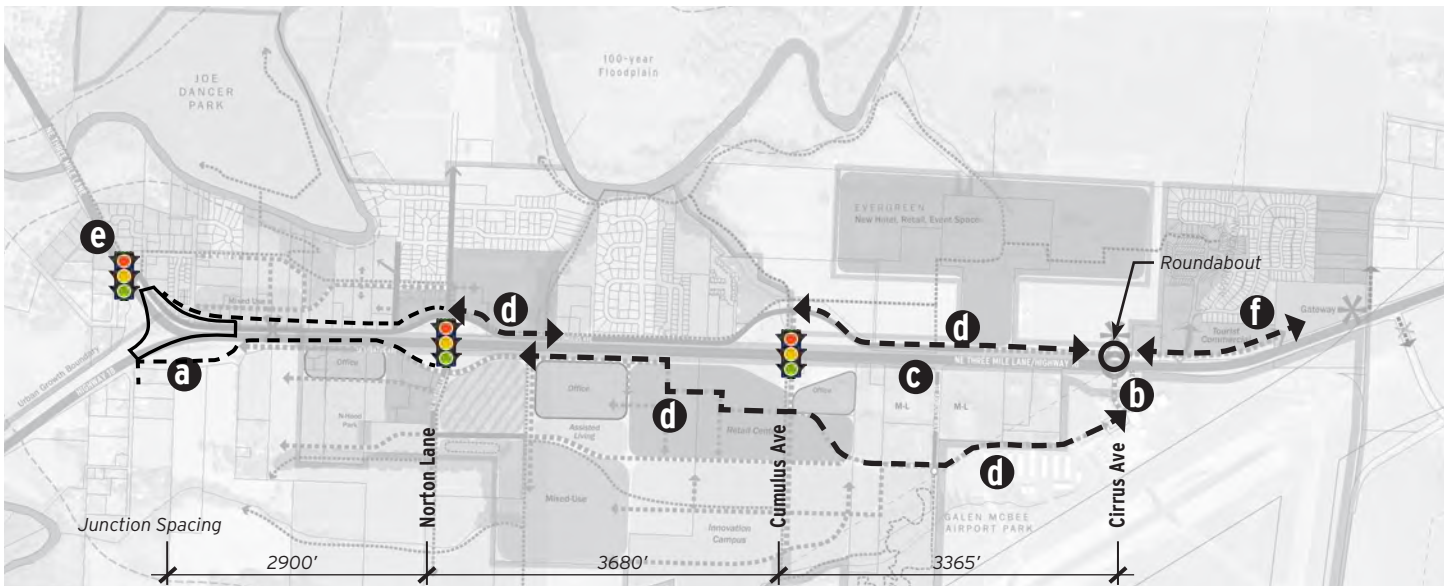 JOE
DANCER
PARK
100-year
Floodplain
e
EVERGREEN
New Hotel, Retail, Event Space
Roundabout
Mixed Use
d
d
f
Gateway
Tourist
Commercial
Urban Growth Boundary
HIGHWAY 18
a
Office
c
NE THREE MILE LANE/HIGHWAY
b
N-Hood
Park
Office
Office
M-L
M-L
d
Assisted
Living
Retail Center
d
Mixed-Use
Innovation
Campus
GALEN MCBEE
AIRPORT PARK
Norton Lane
Cumulus Ave
Cirrus Ave
Junction Spacing
2900'
3680'
3365'